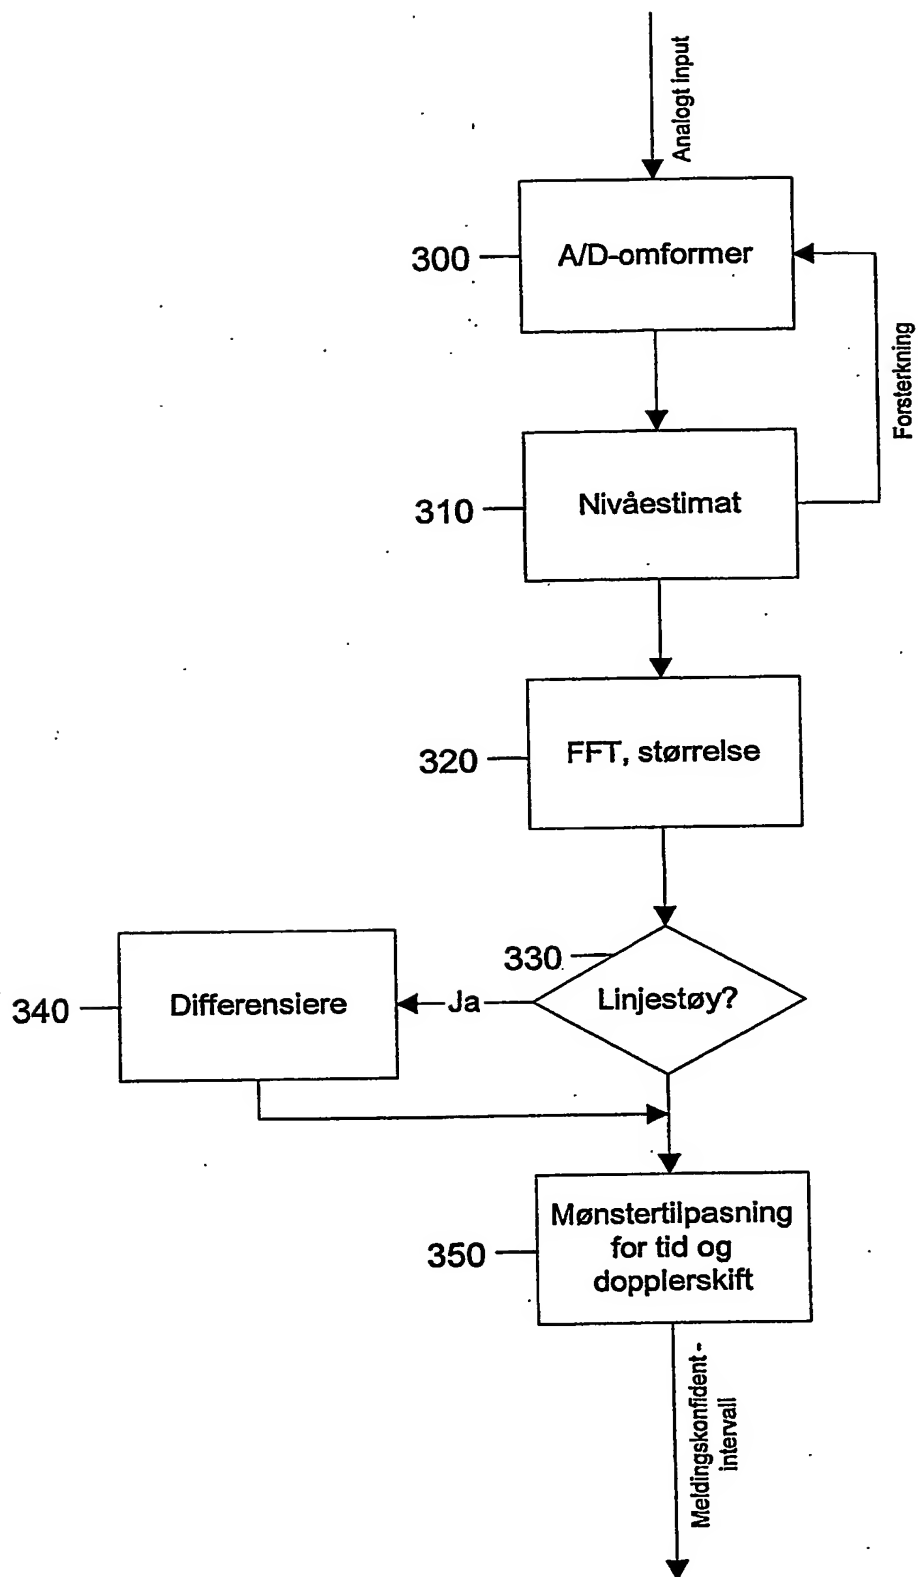 Analogt input
300
A/D-omformer
Forsterkning
310
Nivåestimat
320
FFT, størrelse
330
Linjestøy?
Ja
340
Differensiere
350
Mønstertilpasning
for tid og
dopplerskift
Meldingskonfident-
intervall